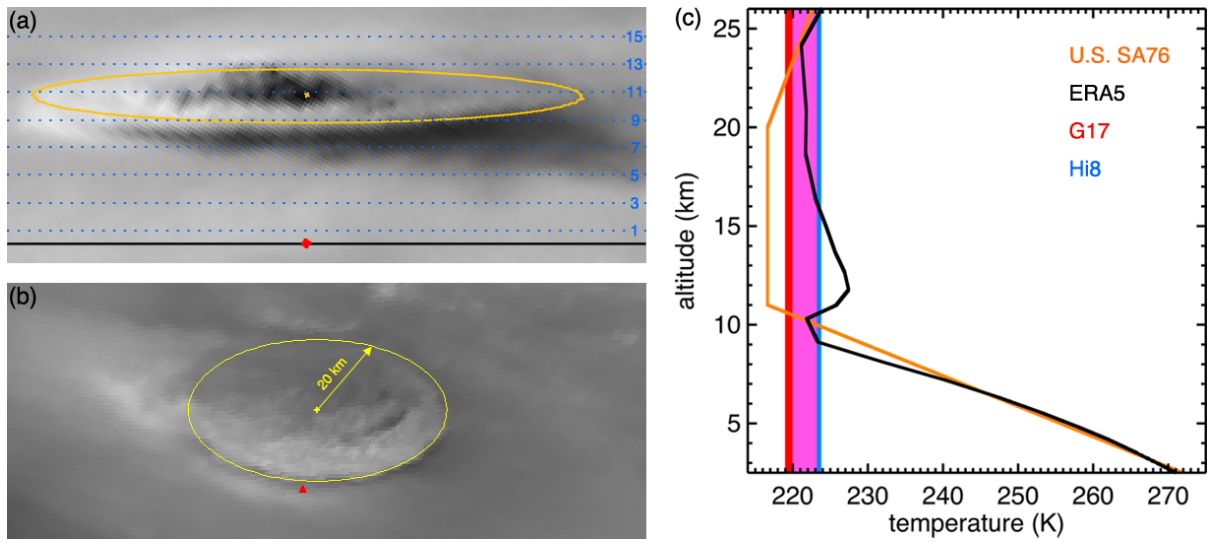 (a)
15
13
11
9
7
5
3
1
(b)
20 km
(c)
U.S. SA76
ERA5
G17
Hi8
25
20
15
10
5
altitude (km)
220 230 240 250 260 270
temperature (K)